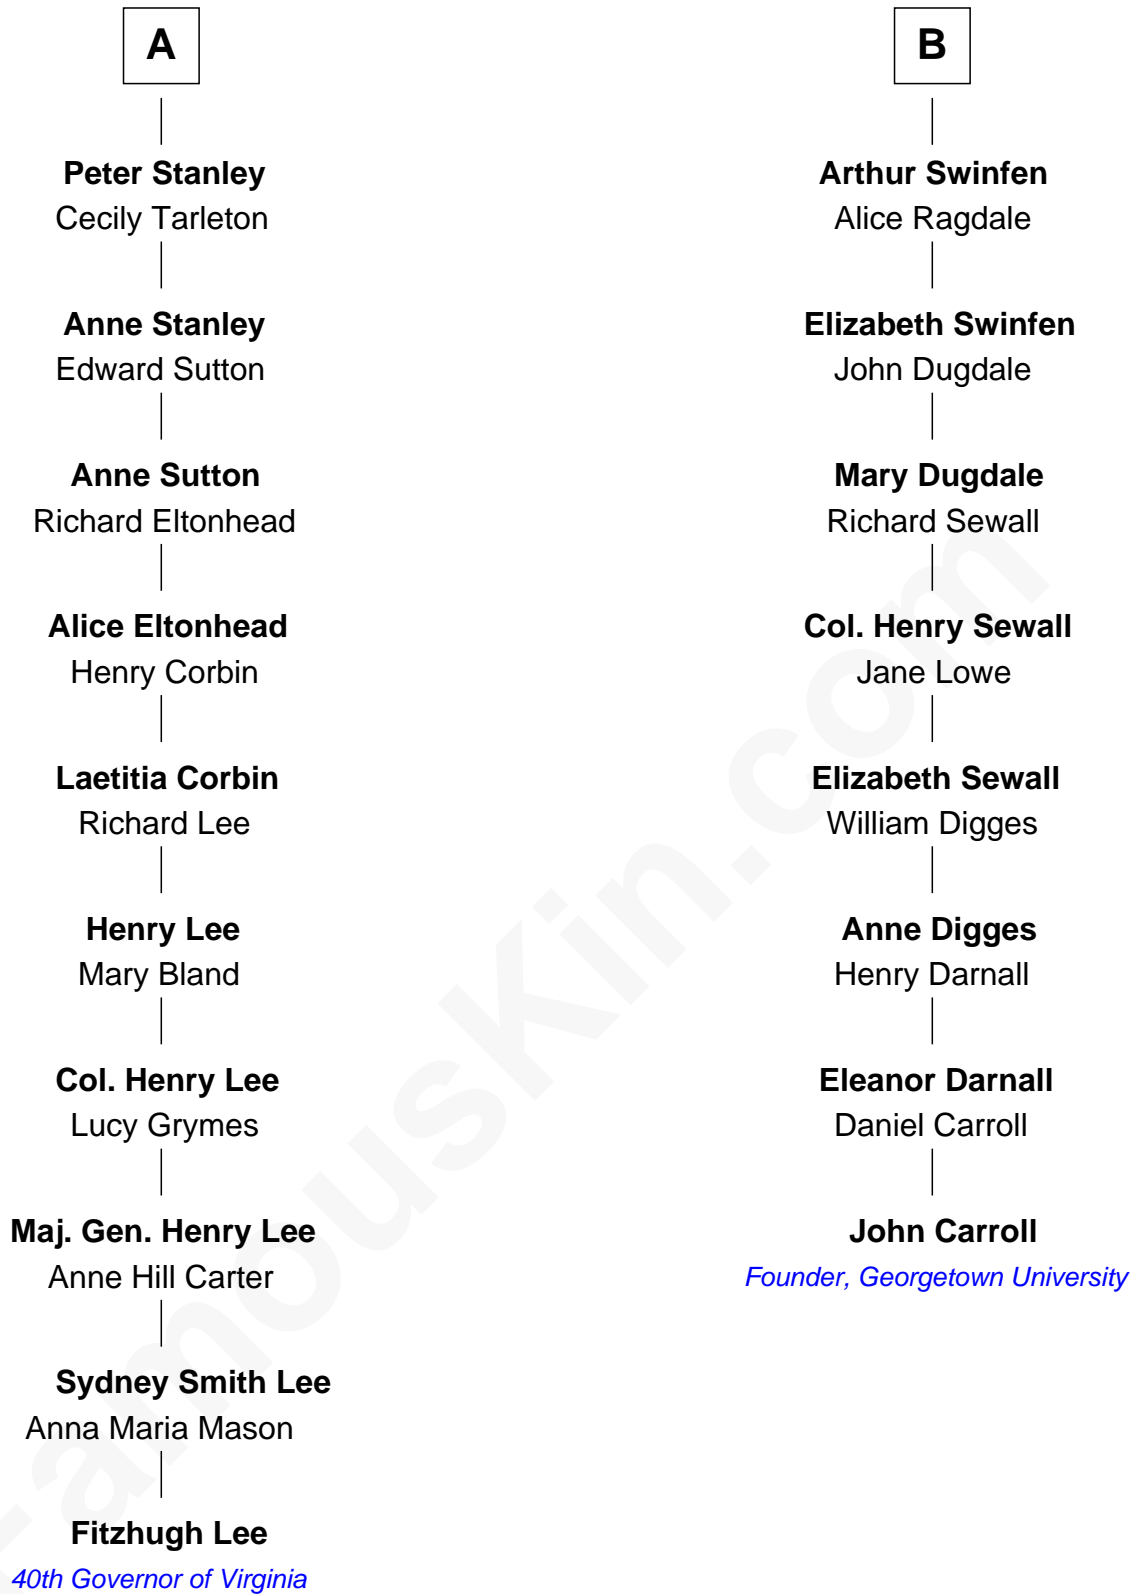 A
Peter Stanley
Cecily Tarleton
Anne Stanley
Edward Sutton
Anne Sutton
Richard Eltonhead
Alice Eltonhead
Henry Corbin
Laetitia Corbin
Richard Lee
Henry Lee
Mary Bland
Col. Henry Lee
Lucy Grymes
Maj. Gen. Henry Lee
Anne Hill Carter
Sydney Smith Lee
Anna Maria Mason
Fitzhugh Lee
40th Governor of Virginia
B
Arthur Swinfen
Alice Ragdale
Elizabeth Swinfen
John Dugdale
Mary Dugdale
Richard Sewall
Col. Henry Sewall
Jane Lowe
Elizabeth Sewall
William Digges
Anne Digges
Henry Darnall
Eleanor Darnall
Daniel Carroll
John Carroll
Founder, Georgetown University
FamousKin.com